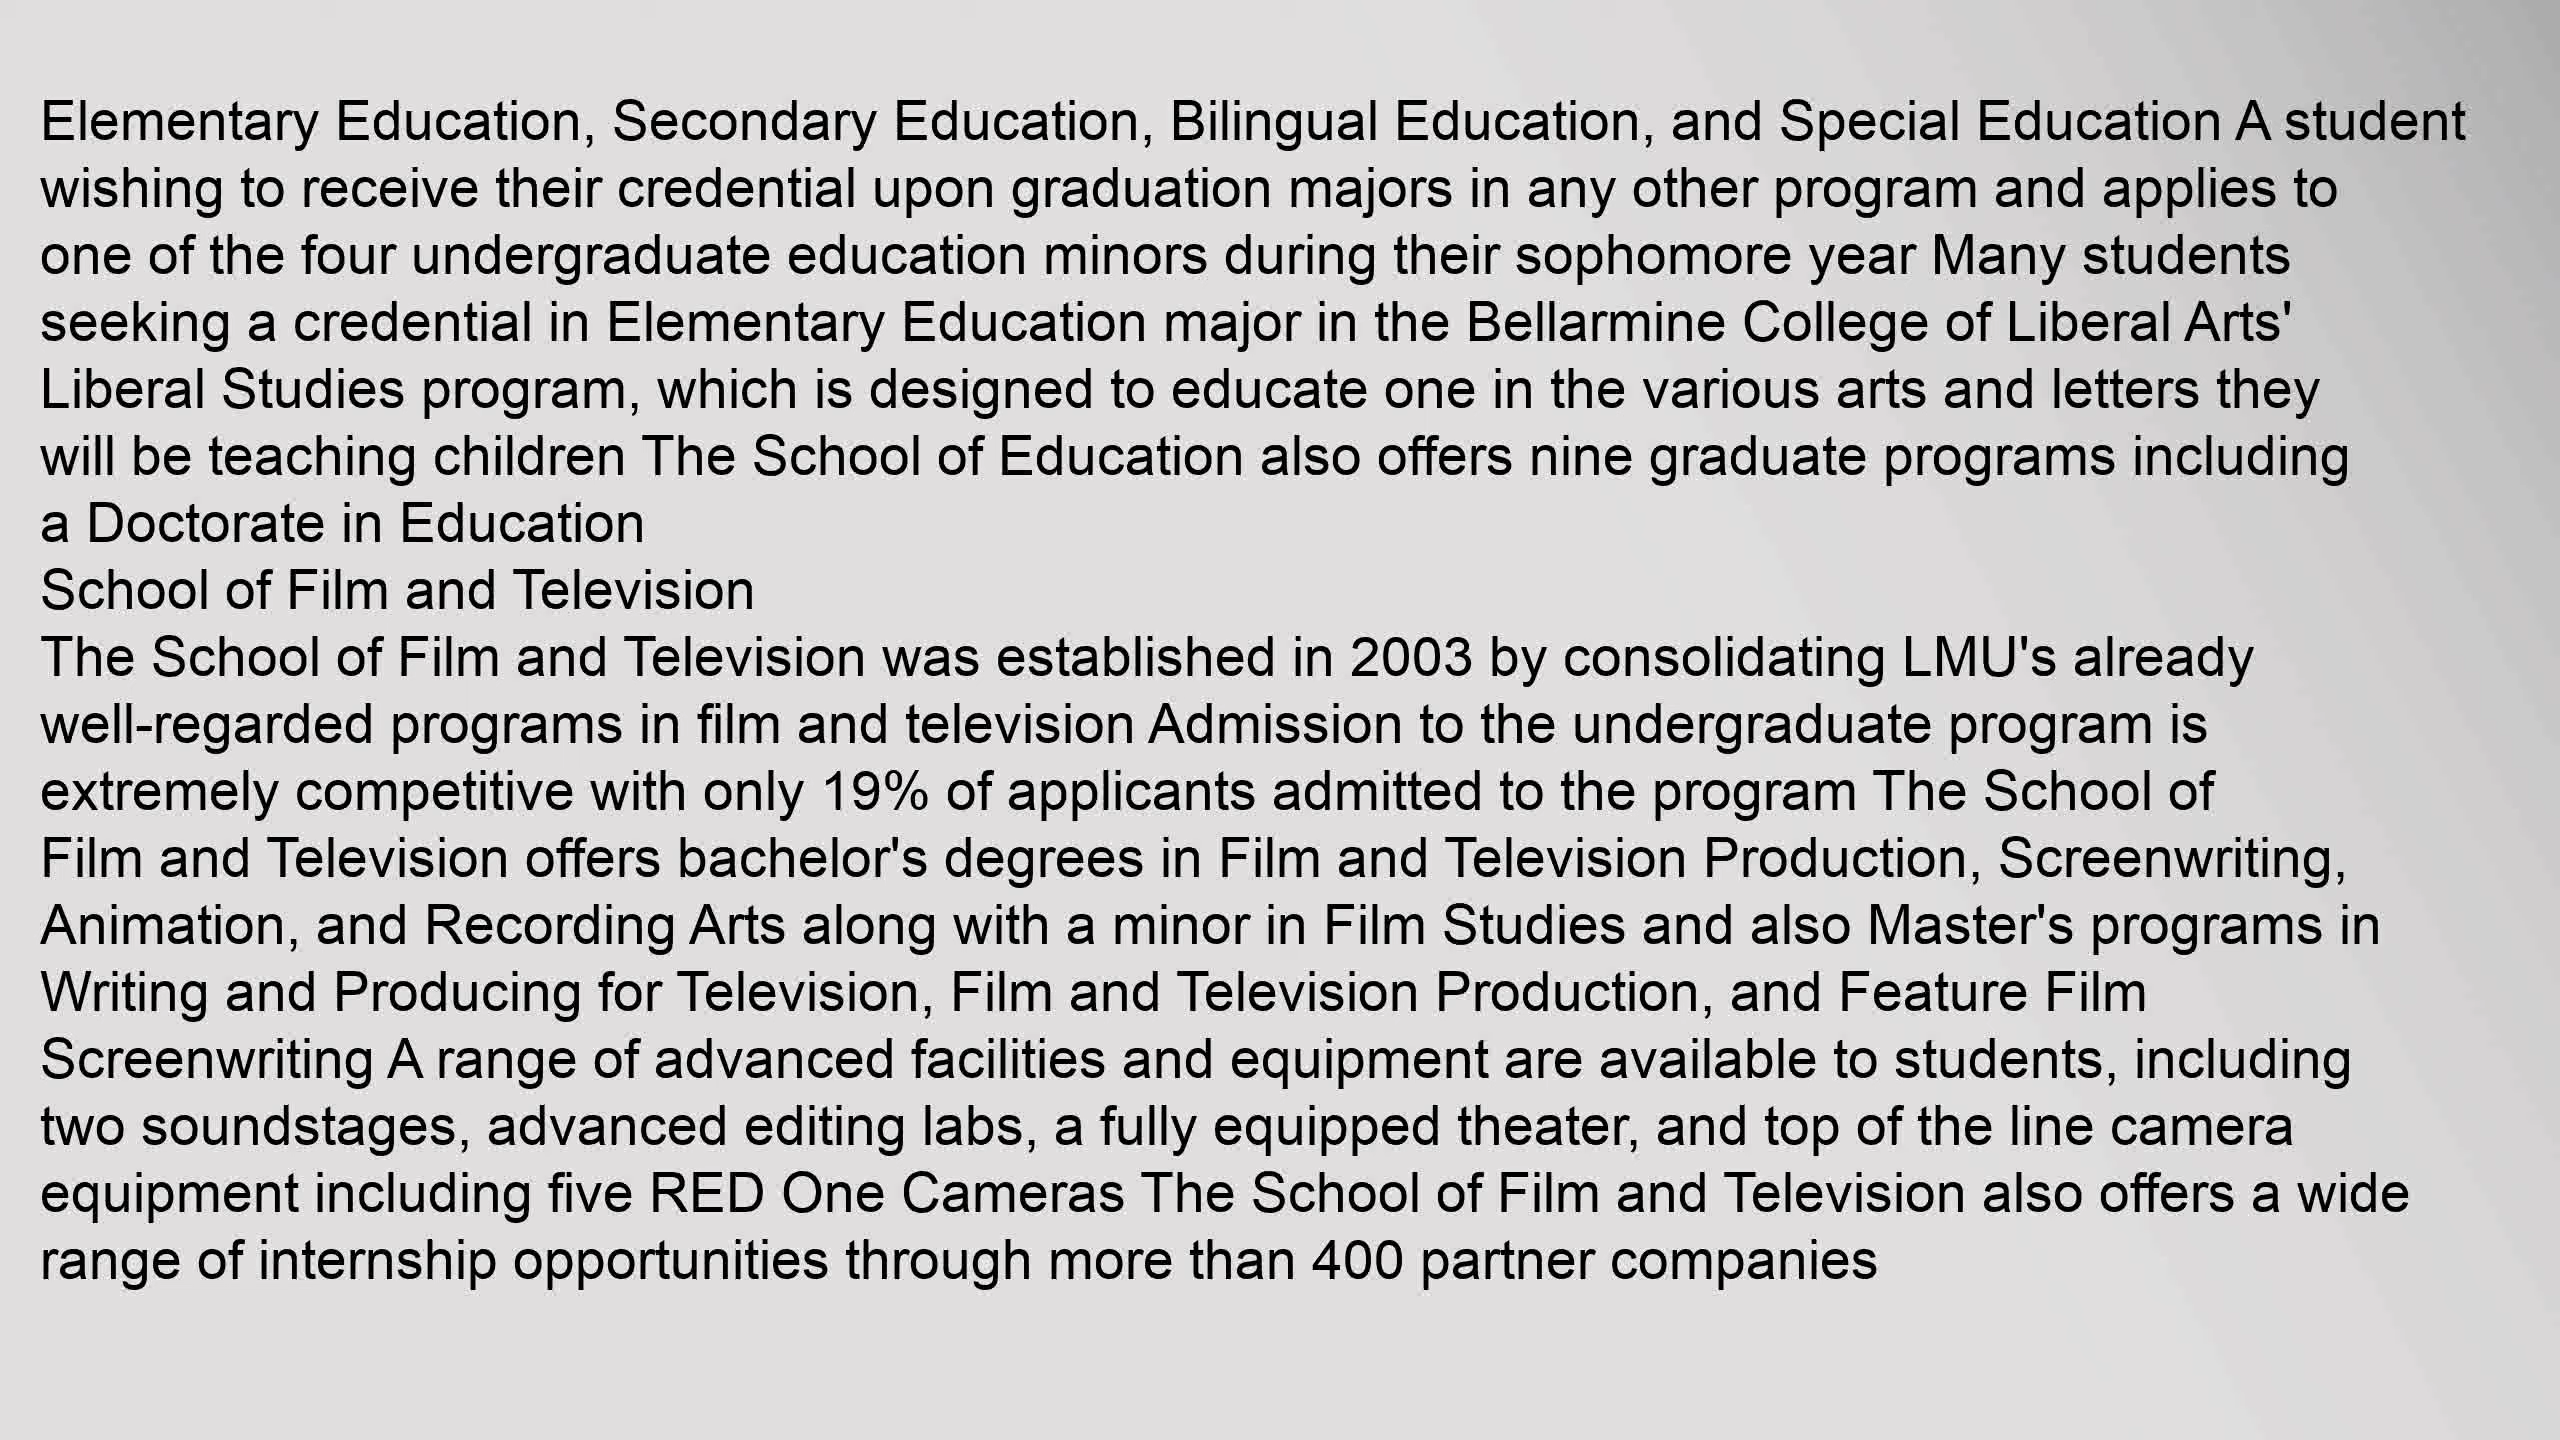 Elementary Education, Secondary Education, Bilingual Education, and Special Education A student
wishing to receive their credential upon graduation majors in any other program and applies to
one of the four undergraduate education minors during their sophomore year Many students
seeking a credential in Elementary Education major in the Bellarmine College of Liberal Arts'
Liberal Studies program, which is designed to educate one in the various arts and letters they
will be teaching children The School of Education also offers nine graduate programs including
a Doctorate in Education
School of Film and Television
The School of Film and Television was established in 2003 by consolidating LMU's already
well-regarded programs in film and television Admission to the undergraduate program is
extremely competitive with only 19% of applicants admitted to the program The School of
Film and Television offers bachelor's degrees in Film and Television Production, Screenwriting,
Animation, and Recording Arts along with a minor in Film Studies and also Master's programs in
Writing and Producing for Television, Film and Television Production, and Feature Film
Screenwriting A range of advanced facilities and equipment are available to students, including
two soundstages, advanced editing labs, a fully equipped theater, and top of the line camera
equipment including five RED One Cameras The School of Film and Television also offers a wide
range of internship opportunities through more than 400 partner companies